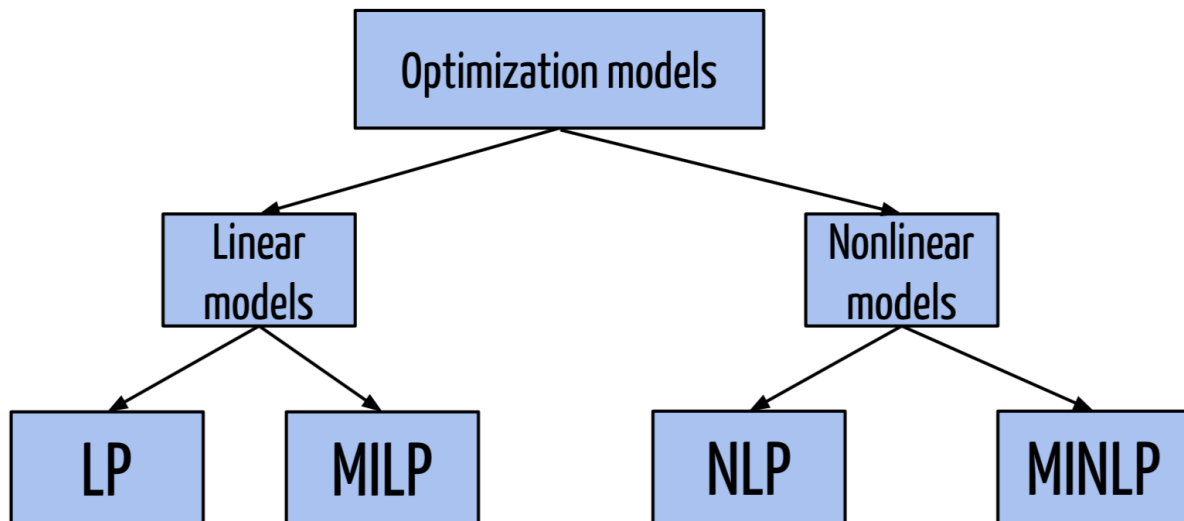 Optimization models
Linear
models
Nonlinear
models
LP
MILP
NLP
MINLP